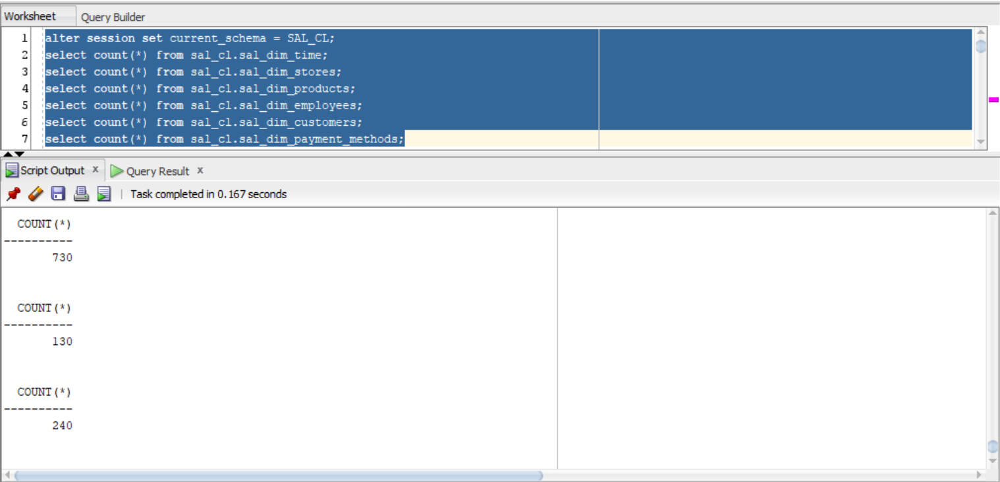 Worksheet Query Builder
1 alter session set current_schema = SAL_CL;
2 select count(*) from sal_cl.sal_dim_time;
3 select count(*) from sal_cl.sal_dim_stores;
4 select count(*) from sal_cl.sal_dim_products;
5 select count(*) from sal_cl.sal_dim_employees;
6 select count(*) from sal_cl.sal_dim_customers;
7 select count(*) from sal_cl.sal_dim_payment_methods;
Script Output x Query Result x
Task completed in 0.167 seconds
COUNT(*)
----------
730
COUNT(*)
----------
130
COUNT(*)
----------
240